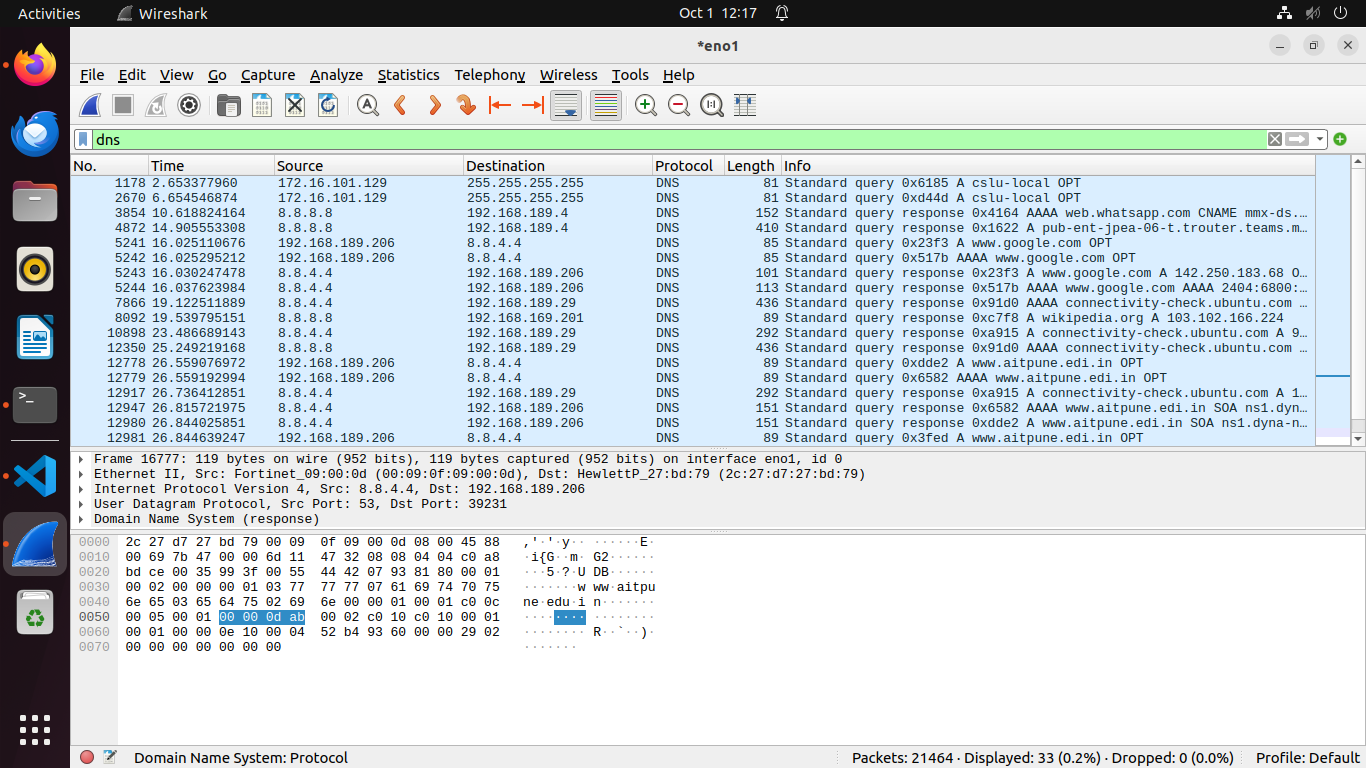 Activities Wireshark Oct 1 12:17
*eno1
File Edit View Go Capture Analyze Statistics Telephony Wireless Tools Help
dns
No. Time Source Destination Protocol Length Info
1178 2.653377960 172.16.101.129 255.255.255.255 DNS 81 Standard query 0x6185 A cslu-local OPT
2670 6.654546874 172.16.101.129 255.255.255.255 DNS 81 Standard query 0xd44d A cslu-local OPT
3854 10.618824164 8.8.8.8 192.168.189.4 DNS 152 Standard query response 0x4164 AAAA web.whatsapp.com CNAME mmx-ds.…
4872 14.905553308 8.8.8.8 192.168.189.4 DNS 410 Standard query response 0x1622 A pub-ent-jpea-06-t.trouter.teams.m…
5241 16.025110676 192.168.189.206 8.8.4.4 DNS 85 Standard query 0x23f3 A www.google.com OPT
5242 16.025295212 192.168.189.206 8.8.4.4 DNS 85 Standard query 0x517b AAAA www.google.com OPT
5243 16.030247478 8.8.4.4 192.168.189.206 DNS 101 Standard query response 0x23f3 A www.google.com A 142.250.183.68 O…
5244 16.037623984 8.8.4.4 192.168.189.206 DNS 113 Standard query response 0x517b AAAA www.google.com AAAA 2404:6800:…
7866 19.122511889 8.8.4.4 192.168.189.29 DNS 436 Standard query response 0x91d0 AAAA connectivity-check.ubuntu.com …
8092 19.539795151 8.8.8.8 192.168.169.201 DNS 89 Standard query response 0xc7f8 A wikipedia.org A 103.102.166.224
10898 23.486689143 8.8.4.4 192.168.189.29 DNS 292 Standard query response 0xa915 A connectivity-check.ubuntu.com A 9…
12350 25.249219168 8.8.8.8 192.168.189.29 DNS 436 Standard query response 0x91d0 AAAA connectivity-check.ubuntu.com …
12778 26.559076972 192.168.189.206 8.8.4.4 DNS 89 Standard query 0xdde2 A www.aitpune.edi.in OPT
12779 26.559192994 192.168.189.206 8.8.4.4 DNS 89 Standard query 0x6582 AAAA www.aitpune.edi.in OPT
12917 26.736412851 8.8.4.4 192.168.189.29 DNS 292 Standard query response 0xa915 A connectivity-check.ubuntu.com A 1…
12947 26.815721975 8.8.4.4 192.168.189.206 DNS 151 Standard query response 0x6582 AAAA www.aitpune.edi.in SOA ns1.dyn…
12980 26.844025851 8.8.4.4 192.168.189.206 DNS 151 Standard query response 0xdde2 A www.aitpune.edi.in SOA ns1.dyna-n…
12981 26.844639247 192.168.189.206 8.8.4.4 DNS 89 Standard query 0x3fed A www.aitpune.edi.in OPT
Frame 16777: 119 bytes on wire (952 bits), 119 bytes captured (952 bits) on interface eno1, id 0
Ethernet II, Src: Fortinet_09:00:0d (00:09:0f:09:00:0d), Dst: HewlettP_27:bd:79 (2c:27:d7:27:bd:79)
Internet Protocol Version 4, Src: 8.8.4.4, Dst: 192.168.189.206
User Datagram Protocol, Src Port: 53, Dst Port: 39231
Domain Name System (response)
0000 2c 27 d7 27 bd 79 00 09 0f 09 00 0d 08 00 45 88 ,'·'·y·· ······E·
0010 00 69 7b 47 00 00 6d 11 47 32 08 08 04 04 c0 a8 ·i{G··m· G2······
0020 bd ce 00 35 99 3f 00 55 44 42 07 93 81 80 00 01 ···5·?·U DB······
0030 00 02 00 00 00 01 03 77 77 77 07 61 69 74 70 75 ·······w ww·aitpu
0040 6e 65 03 65 64 75 02 69 6e 00 00 01 00 01 c0 0c ne·edu·i n·······
0050 00 05 00 01 00 00 0d ab 00 02 c0 10 c0 10 00 01 ········ ········
0060 00 01 00 00 0e 10 00 04 52 b4 93 60 00 00 29 02 ········ R··`··)·
0070 00 00 00 00 00 00 00 ·······
Domain Name System: Protocol Packets: 21464 · Displayed: 33 (0.2%) · Dropped: 0 (0.0%) Profile: Default